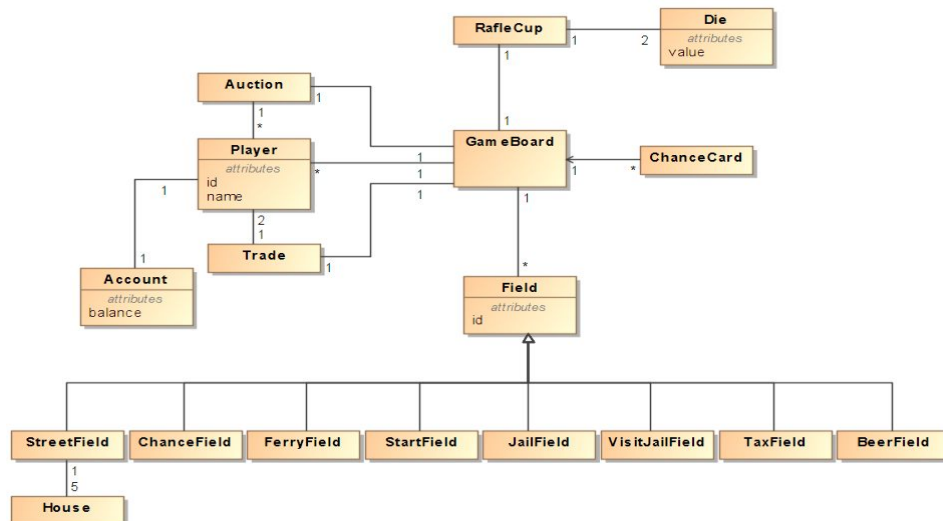 RafleCup
Die
attributes
value
1
2
1
Auction
1
1
*
Player
attributes
id
name
1
GameBoard
ChanceCard
*
1
1
1
1
*
1
2
1
1
1
Trade
1
Account
attributes
balance
*
Field
attributes
id
StreetField
ChanceField
FerryField
StartField
JailField
VisitJailField
TaxField
BeerField
1
5
House